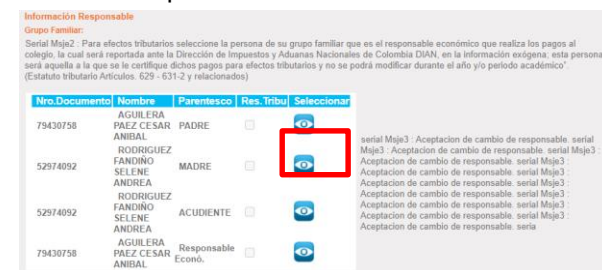 Información Responsable
Grupo Familiar:
Serial Msje2 : Para efectos tributarios seleccione la persona de su grupo familiar que es el responsable económico que realiza los pagos al
colegio, la cual será reportada ante la Dirección de Impuestos y Aduanas Nacionales de Colombia DIAN, en la información exógena; esta persona
será aquella a la que se le certifique dichos pagos para efectos tributarios y no se podrá modificar durante el año y/o período académico".
(Estatuto tributario Artículos. 629 - 631-2 y relacionados)
Nro.Documento Nombre Parentesco Res.Tribu Seleccionar
AGUILERA
79430758 PAEZ CESAR PADRE
ANIBAL
RODRIGUEZ
FANDIÑO
52974092 SELENE MADRE
ANDREA
RODRIGUEZ
FANDIÑO
52974092 SELENE ACUDIENTE
ANDREA
AGUILERA
79430758 PAEZ CESAR Responsable
ANIBAL Econó.
serial Msje3 : Aceptacion de cambio de responsable. serial
Msje3 : Aceptacion de cambio de responsable. serial Msje3 :
Aceptacion de cambio de responsable. serial Msje3 :
Aceptacion de cambio de responsable. serial Msje3 :
Aceptacion de cambio de responsable. serial Msje3 :
Aceptacion de cambio de responsable. serial Msje3 :
Aceptacion de cambio de responsable. serial Msje3 :
Aceptacion de cambio de responsable. serial Msje3 :
Aceptacion de cambio de responsable. seria